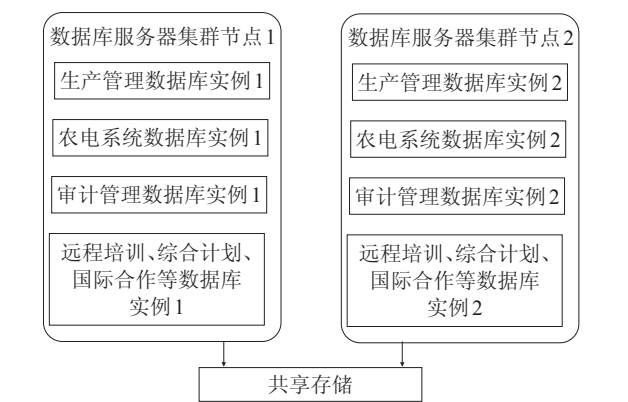 数据库服务器集群节点1
生产管理数据库实例1
农电系统数据库实例1
审计管理数据库实例1
远程培训、综合计划、
国际合作等数据库
实例1
数据库服务器集群节点2
生产管理数据库实例2
农电系统数据库实例2
审计管理数据库实例2
远程培训、综合计划、
国际合作等数据库
实例2
共享存储